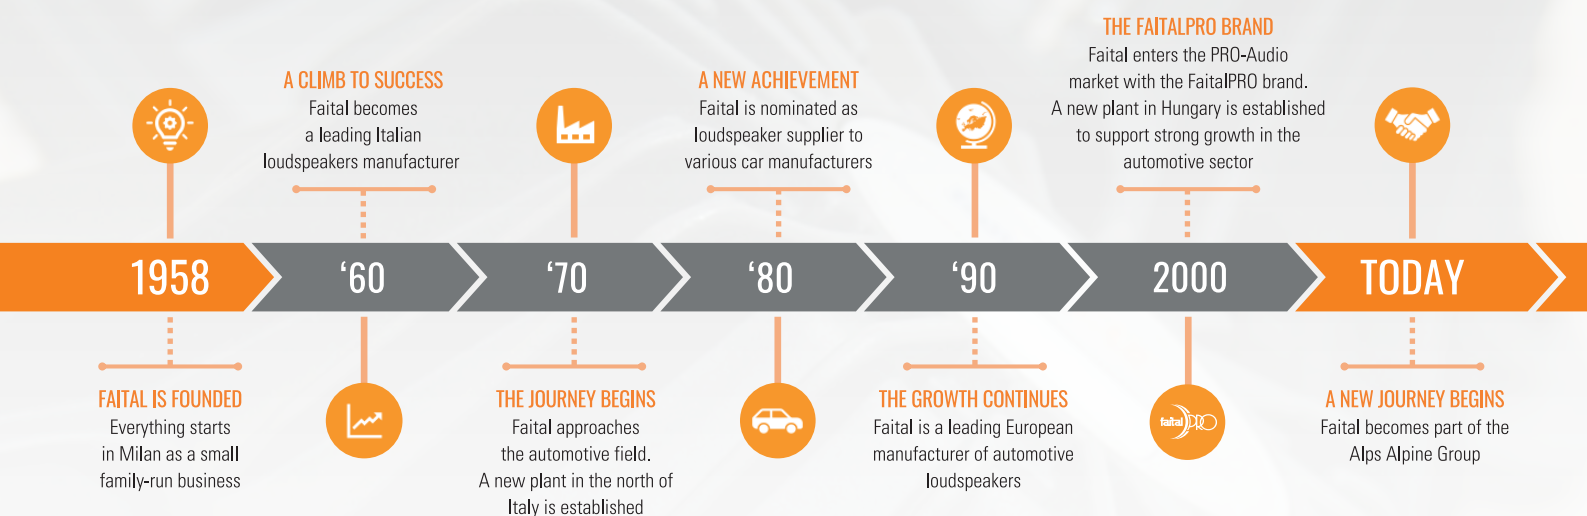 1958
FAITAL IS FOUNDED
Everything starts
in Milan as a small
family-run business
‘60
A CLIMB TO SUCCESS
Faital becomes
a leading Italian
loudspeakers manufacturer
‘70
THE JOURNEY BEGINS
Faital approaches
the automotive field.
A new plant in the north of
Italy is established
‘80
A NEW ACHIEVEMENT
Faital is nominated as
loudspeaker supplier to
various car manufacturers
‘90
THE GROWTH CONTINUES
Faital is a leading European
manufacturer of automotive
loudspeakers
2000
THE FAITALPRO BRAND
Faital enters the PRO-Audio
market with the FaitalPRO brand.
A new plant in Hungary is established
to support strong growth in the
automotive sector
faital PRO
TODAY
A NEW JOURNEY BEGINS
Faital becomes part of the
Alps Alpine Group